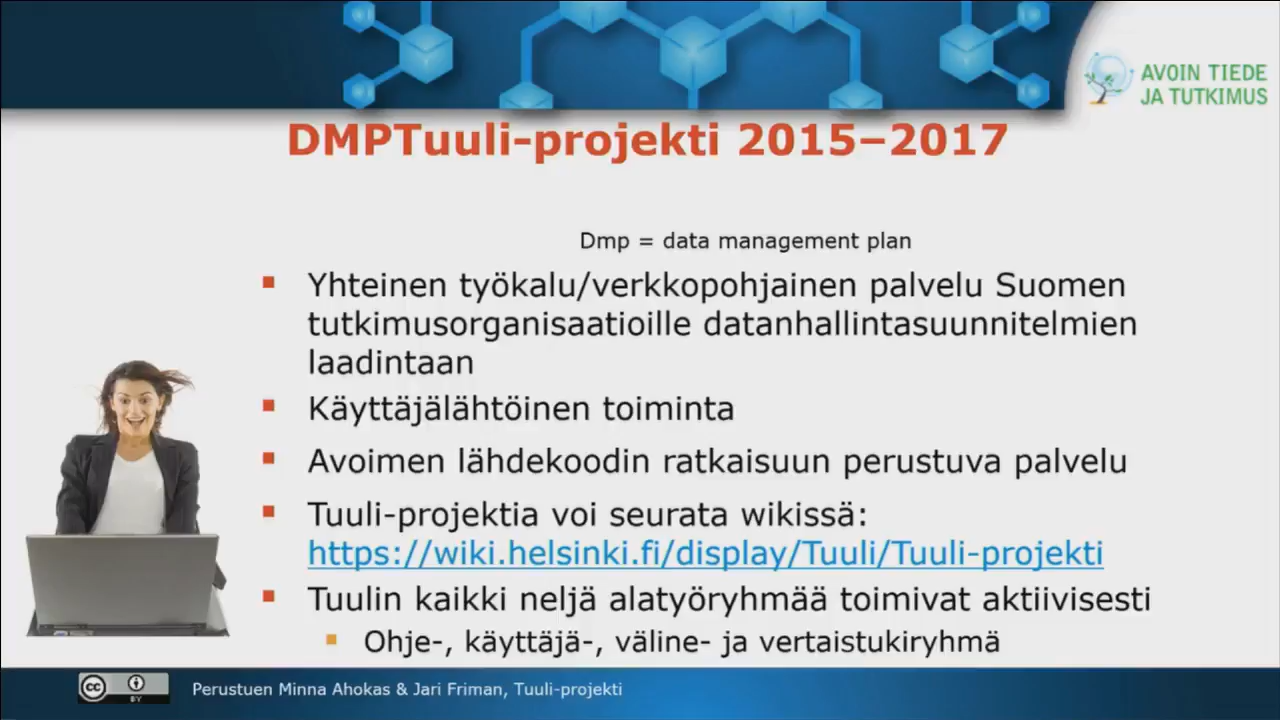 AVOIN TIEDE
JA TUTKIMUS
DMPTuuli-projekti 2015–2017
Dmp = data management plan
Yhteinen työkalu/verkkopohjainen palvelu Suomen
tutkimusorganisaatioille datanhallintasuunnitelmien
laadintaan
Käyttäjälähtöinen toiminta
Avoimen lähdekoodin ratkaisuun perustuva palvelu
Tuuli-projektia voi seurata wikissä:
https://wiki.helsinki.fi/display/Tuuli/Tuuli-projekti
Tuulin kaikki neljä alatyöryhmää toimivat aktiivisesti
Ohje-, käyttäjä-, väline- ja vertaistukiryhmä
cc BY
Perustuen Minna Ahokas & Jari Friman, Tuuli-projekti